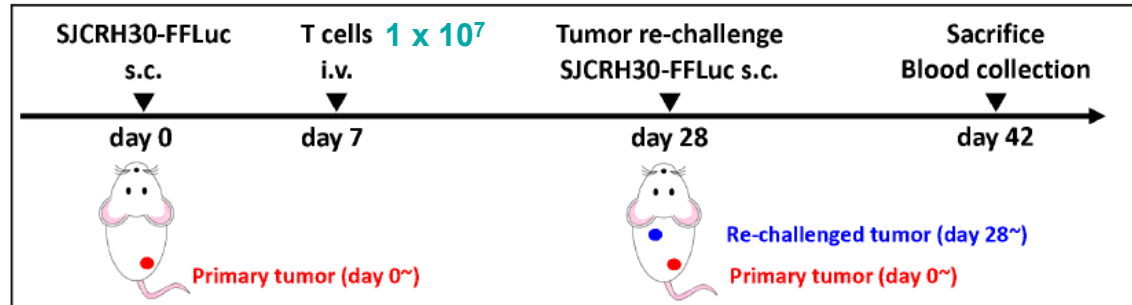 SJCRH30-FFLuc
s.c.
T cells 1 x 10⁷
i.v.
Tumor re-challenge
SJCRH30-FFLuc s.c.
Sacrifice
Blood collection
day 0
day 7
day 28
day 42
Primary tumor (day 0~)
Re-challenged tumor (day 28~)
Primary tumor (day 0~)